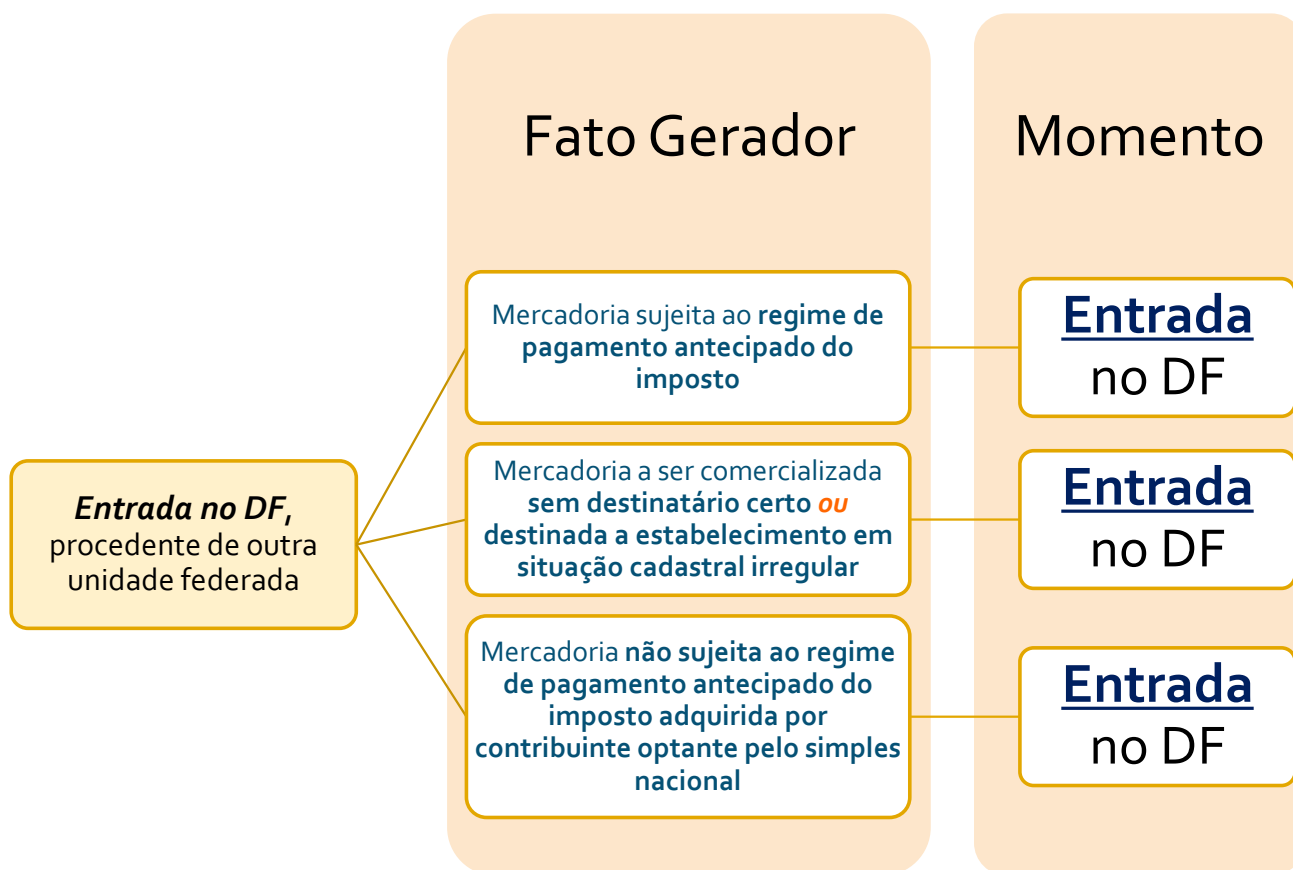 Fato Gerador
Momento
Entrada no DF,
procedente de outra
unidade federada
Mercadoria sujeita ao regime de
pagamento antecipado do
imposto
Entrada
no DF
Mercadoria a ser comercializada
sem destinatário certo ou
destinada a estabelecimento em
situação cadastral irregular
Entrada
no DF
Mercadoria não sujeita ao regime
de pagamento antecipado do
imposto adquirida por
contribuinte optante pelo simples
nacional
Entrada
no DF